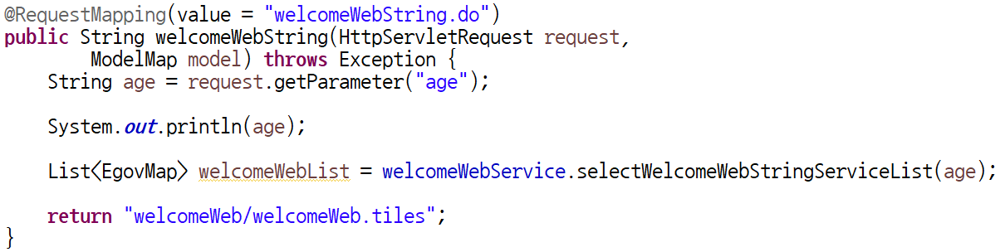 @RequestMapping(value = "welcomeWebString.do")
public String welcomeWebString(HttpServletRequest request,
        ModelMap model) throws Exception {
    String age = request.getParameter("age");

    System.out.println(age);

    List<EgovMap> welcomeWebList = welcomeWebService.selectWelcomeWebStringServiceList(age);

    return "welcomeWeb/welcomeWeb.tiles";
}